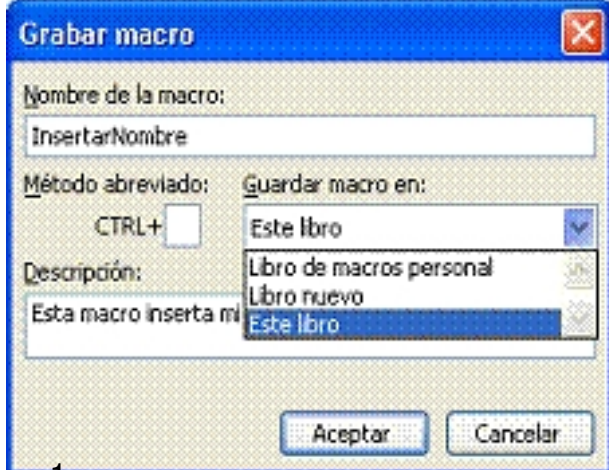 Grabar macro
Nombre de la macro:
InsertarNombre
Método abreviado: Guardar macro en:
CTRL+ Este libro
Libro de macros personal
Descripción: Libro nuevo
Esta macro inserta mi Este libro
Aceptar Cancelar